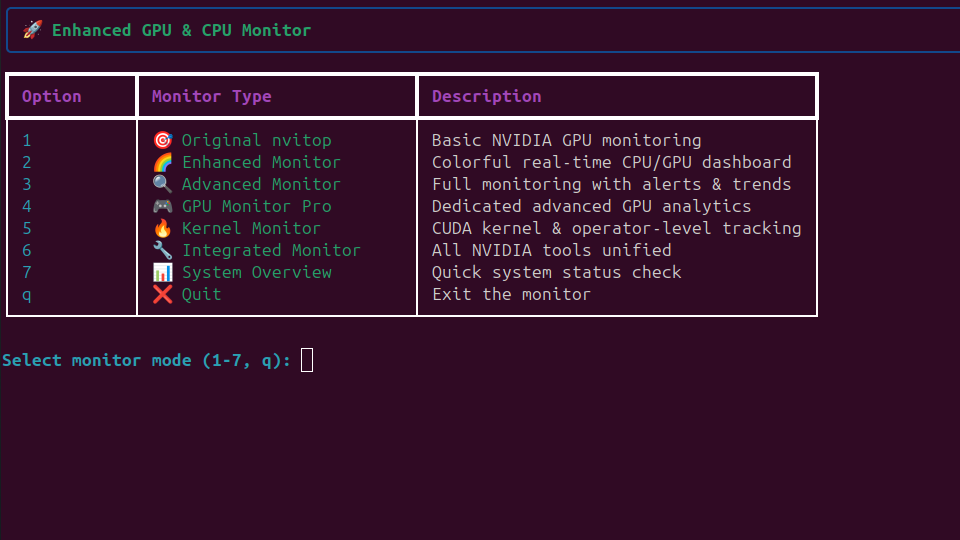 🚀 Enhanced GPU & CPU Monitor
Option Monitor Type Description
1 🎯 Original nvitop Basic NVIDIA GPU monitoring
2 🌈 Enhanced Monitor Colorful real-time CPU/GPU dashboard
3 🔍 Advanced Monitor Full monitoring with alerts & trends
4 🎮 GPU Monitor Pro Dedicated advanced GPU analytics
5 🔥 Kernel Monitor CUDA kernel & operator-level tracking
6 🔧 Integrated Monitor All NVIDIA tools unified
7 📊 System Overview Quick system status check
q ❌ Quit Exit the monitor
Select monitor mode (1-7, q):